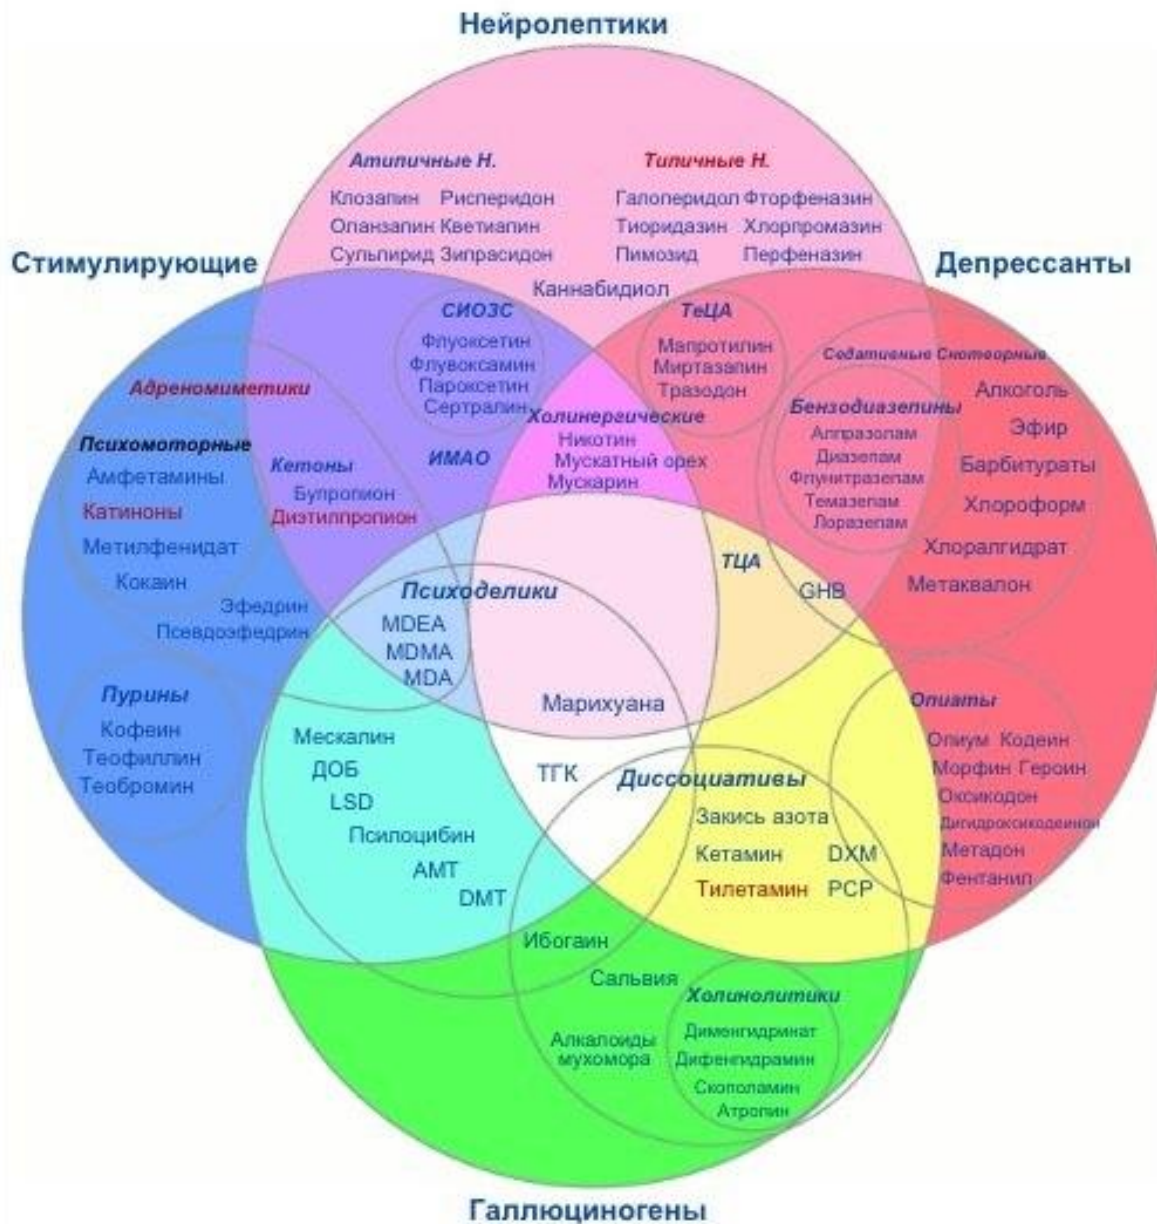 Нейролептики
Атипичные Н.
Типичные Н.
Клозапин Рисперидон
Оланзапин Кветиапин
Сульпирид Зипрасидон
Галоперидол Фторфеназин
Тиоридазин Хлорпромазин
Пимозид Перфеназин
Каннабидиол
Стимулирующие
Депрессанты
СИОЗС
Флуоксетин
Флувоксамин
Пароксетин
Сертралин
ТеЦА
Мапротилин
Миртазапин
Тразодон
Седативные Снотворные
Алкоголь
Эфир
Барбитураты
Хлороформ
Хлоралгидрат
Метаквалон
Бензодиазепины
Алпразолам
Диазепам
Флунитразепам
Темазепам
Лоразепам
Адреномиметики
Психомоторные
Амфетамины
Катиноны
Метилфенидат
Кокаин
Эфедрин
Псевдоэфедрин
Кетоны
Бупропион
Диэтилпропион
ИМАО
Холинергические
Никотин
Мускатный орех
Мускарин
ТЦА
GHB
Психоделики
MDEA
MDMA
MDA
Марихуана
Пурины
Кофеин
Теофиллин
Теобромин
Мескалин
ДОБ
LSD
Псилоцибин
АМТ
DMT
ТГК
Диссоциативы
Закись азота
Кетамин DXM
Тилетамин PCP
Опиаты
Опиум Кодеин
Морфин Героин
Оксикодон
Дигидроксикодеинон
Метадон
Фентанил
Ибогаин
Сальвия
Алкалоиды
мухомора
Холинолитики
Дименгидринат
Дифенгидрамин
Скополамин
Атропин
Галлюциногены